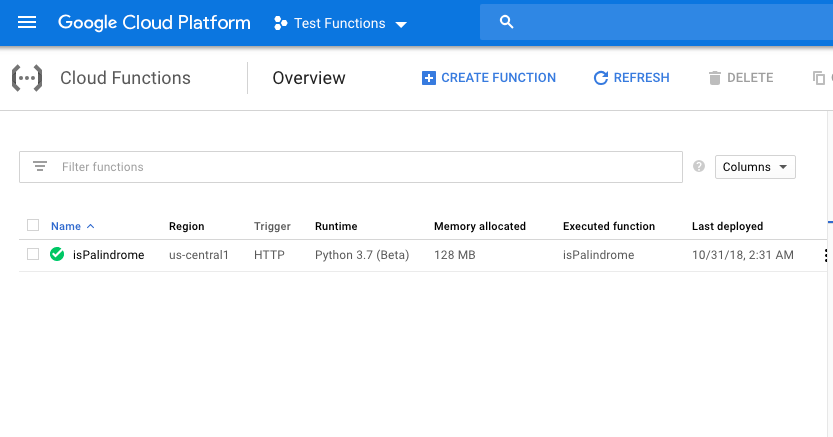 Google Cloud Platform Test Functions
Cloud Functions Overview CREATE FUNCTION REFRESH DELETE
Filter functions ? Columns
Name Region Trigger Runtime Memory allocated Executed function Last deployed
isPalindrome us-central1 HTTP Python 3.7 (Beta) 128 MB isPalindrome 10/31/18, 2:31 AM